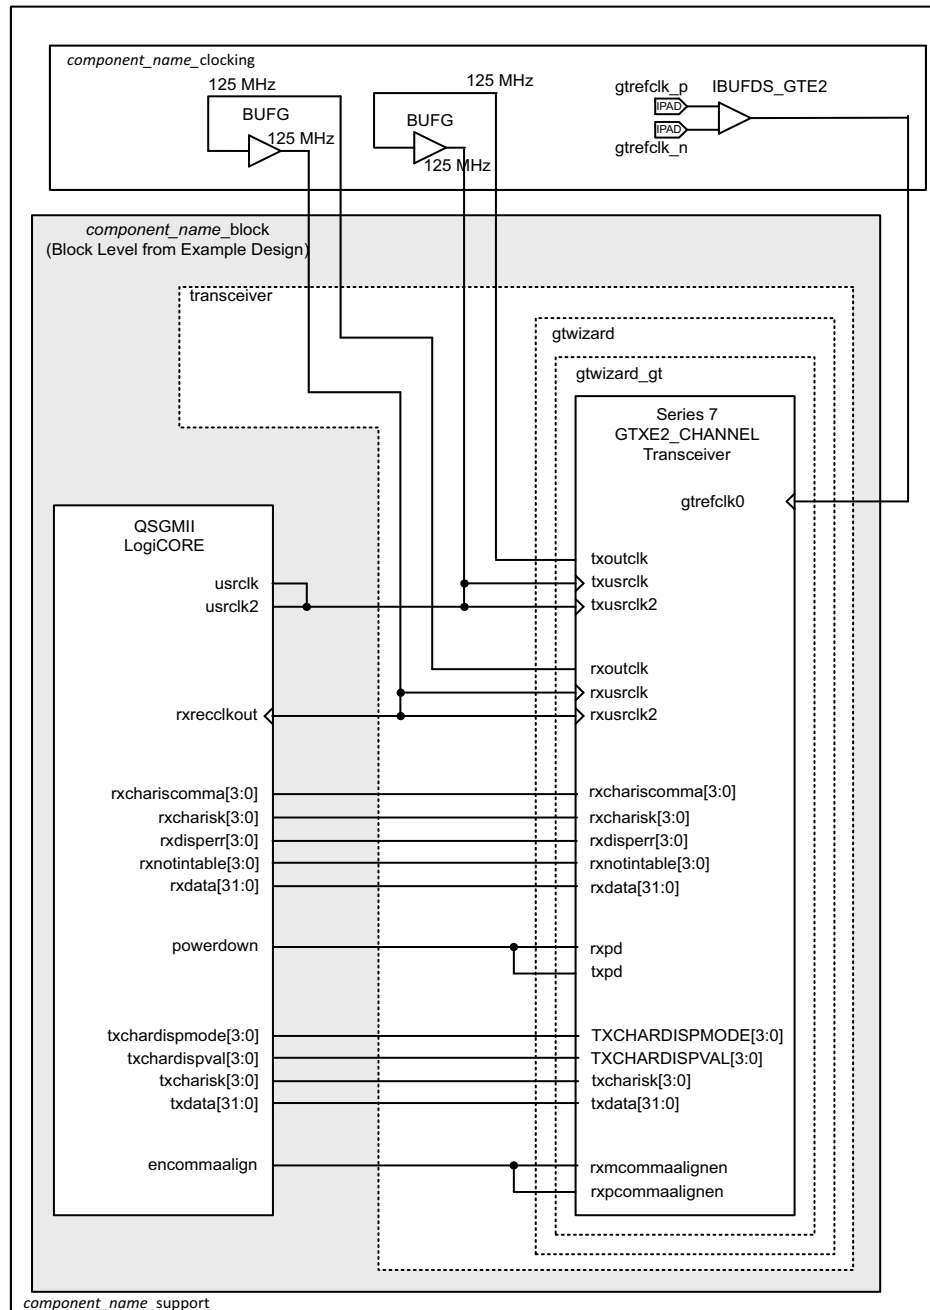 component_name_clocking
125 MHz
BUFG
125 MHz
125 MHz
BUFG
125 MHz
gtrefclk_p
IBUFDS_GTE2
IPAD
IPAD
gtrefclk_n
component_name_block
(Block Level from Example Design)
transceiver
gtwizard
gtwizard_gt
Series 7
GTXE2_CHANNEL
Transceiver
gtrefclk0
QSGMII
LogiCORE
usrclk
usrclk2
rxrecclkout
rxchariscomma[3:0]
rxcharisk[3:0]
rxdisperr[3:0]
rxnotintable[3:0]
rxdata[31:0]
powerdown
txchardispmode[3:0]
txchardispval[3:0]
txcharisk[3:0]
txdata[31:0]
encommaalign
txoutclk
txusrclk
txusrclk2
rxoutclk
rxusrclk
rxusrclk2
rxchariscomma[3:0]
rxcharisk[3:0]
rxdisperr[3:0]
rxnotintable[3:0]
rxdata[31:0]
rxpd
txpd
TXCHARDISPMODE[3:0]
TXCHARDISPVAL[3:0]
txcharisk[3:0]
txdata[31:0]
rxmcommaalignen
rxpcommaalignen
component_name_support